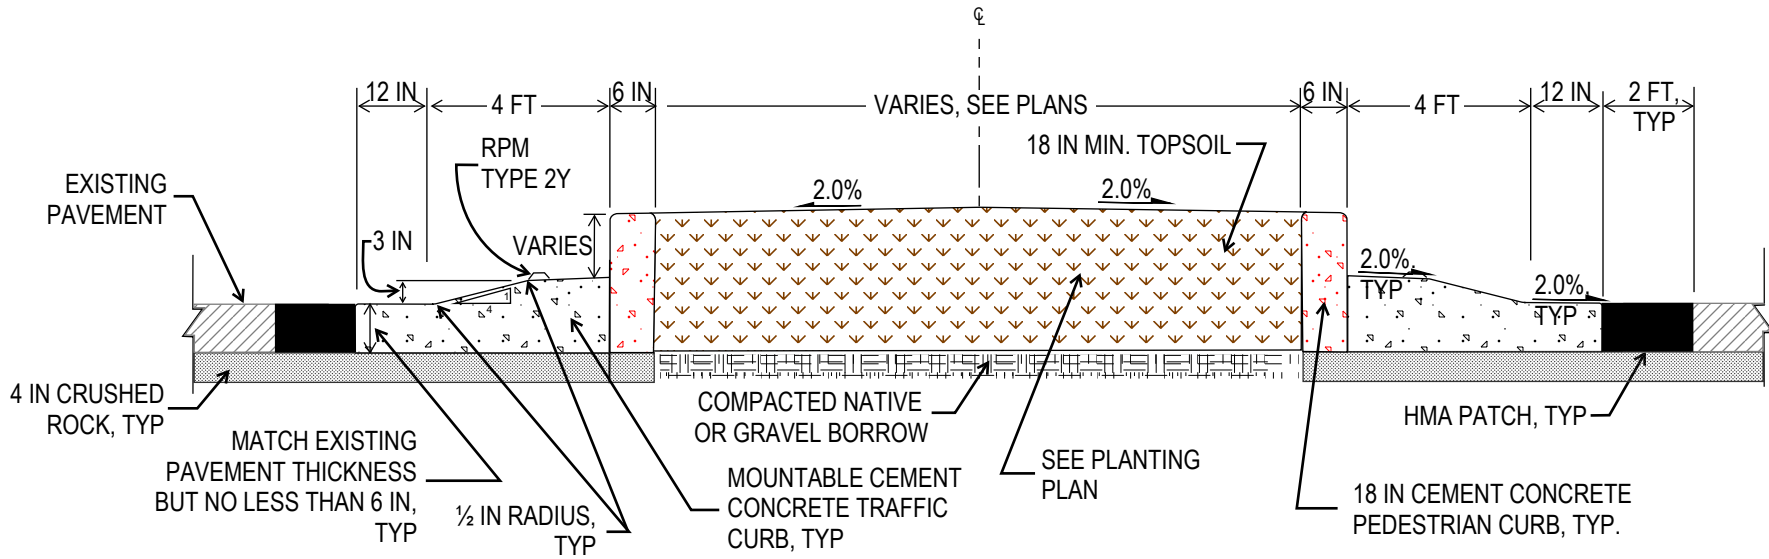 ℄
12 IN
4 FT
6 IN
VARIES, SEE PLANS
6 IN
4 FT
12 IN
2 FT,
TYP
RPM
TYPE 2Y
18 IN MIN. TOPSOIL
EXISTING
PAVEMENT
2.0%
2.0%
3 IN
VARIES
2.0%,
TYP
2.0%,
TYP
1
4
4 IN CRUSHED
ROCK, TYP
MATCH EXISTING
PAVEMENT THICKNESS
BUT NO LESS THAN 6 IN,
TYP
½ IN RADIUS,
TYP
MOUNTABLE CEMENT
CONCRETE TRAFFIC
CURB, TYP
COMPACTED NATIVE
OR GRAVEL BORROW
SEE PLANTING
PLAN
HMA PATCH, TYP
18 IN CEMENT CONCRETE
PEDESTRIAN CURB, TYP.